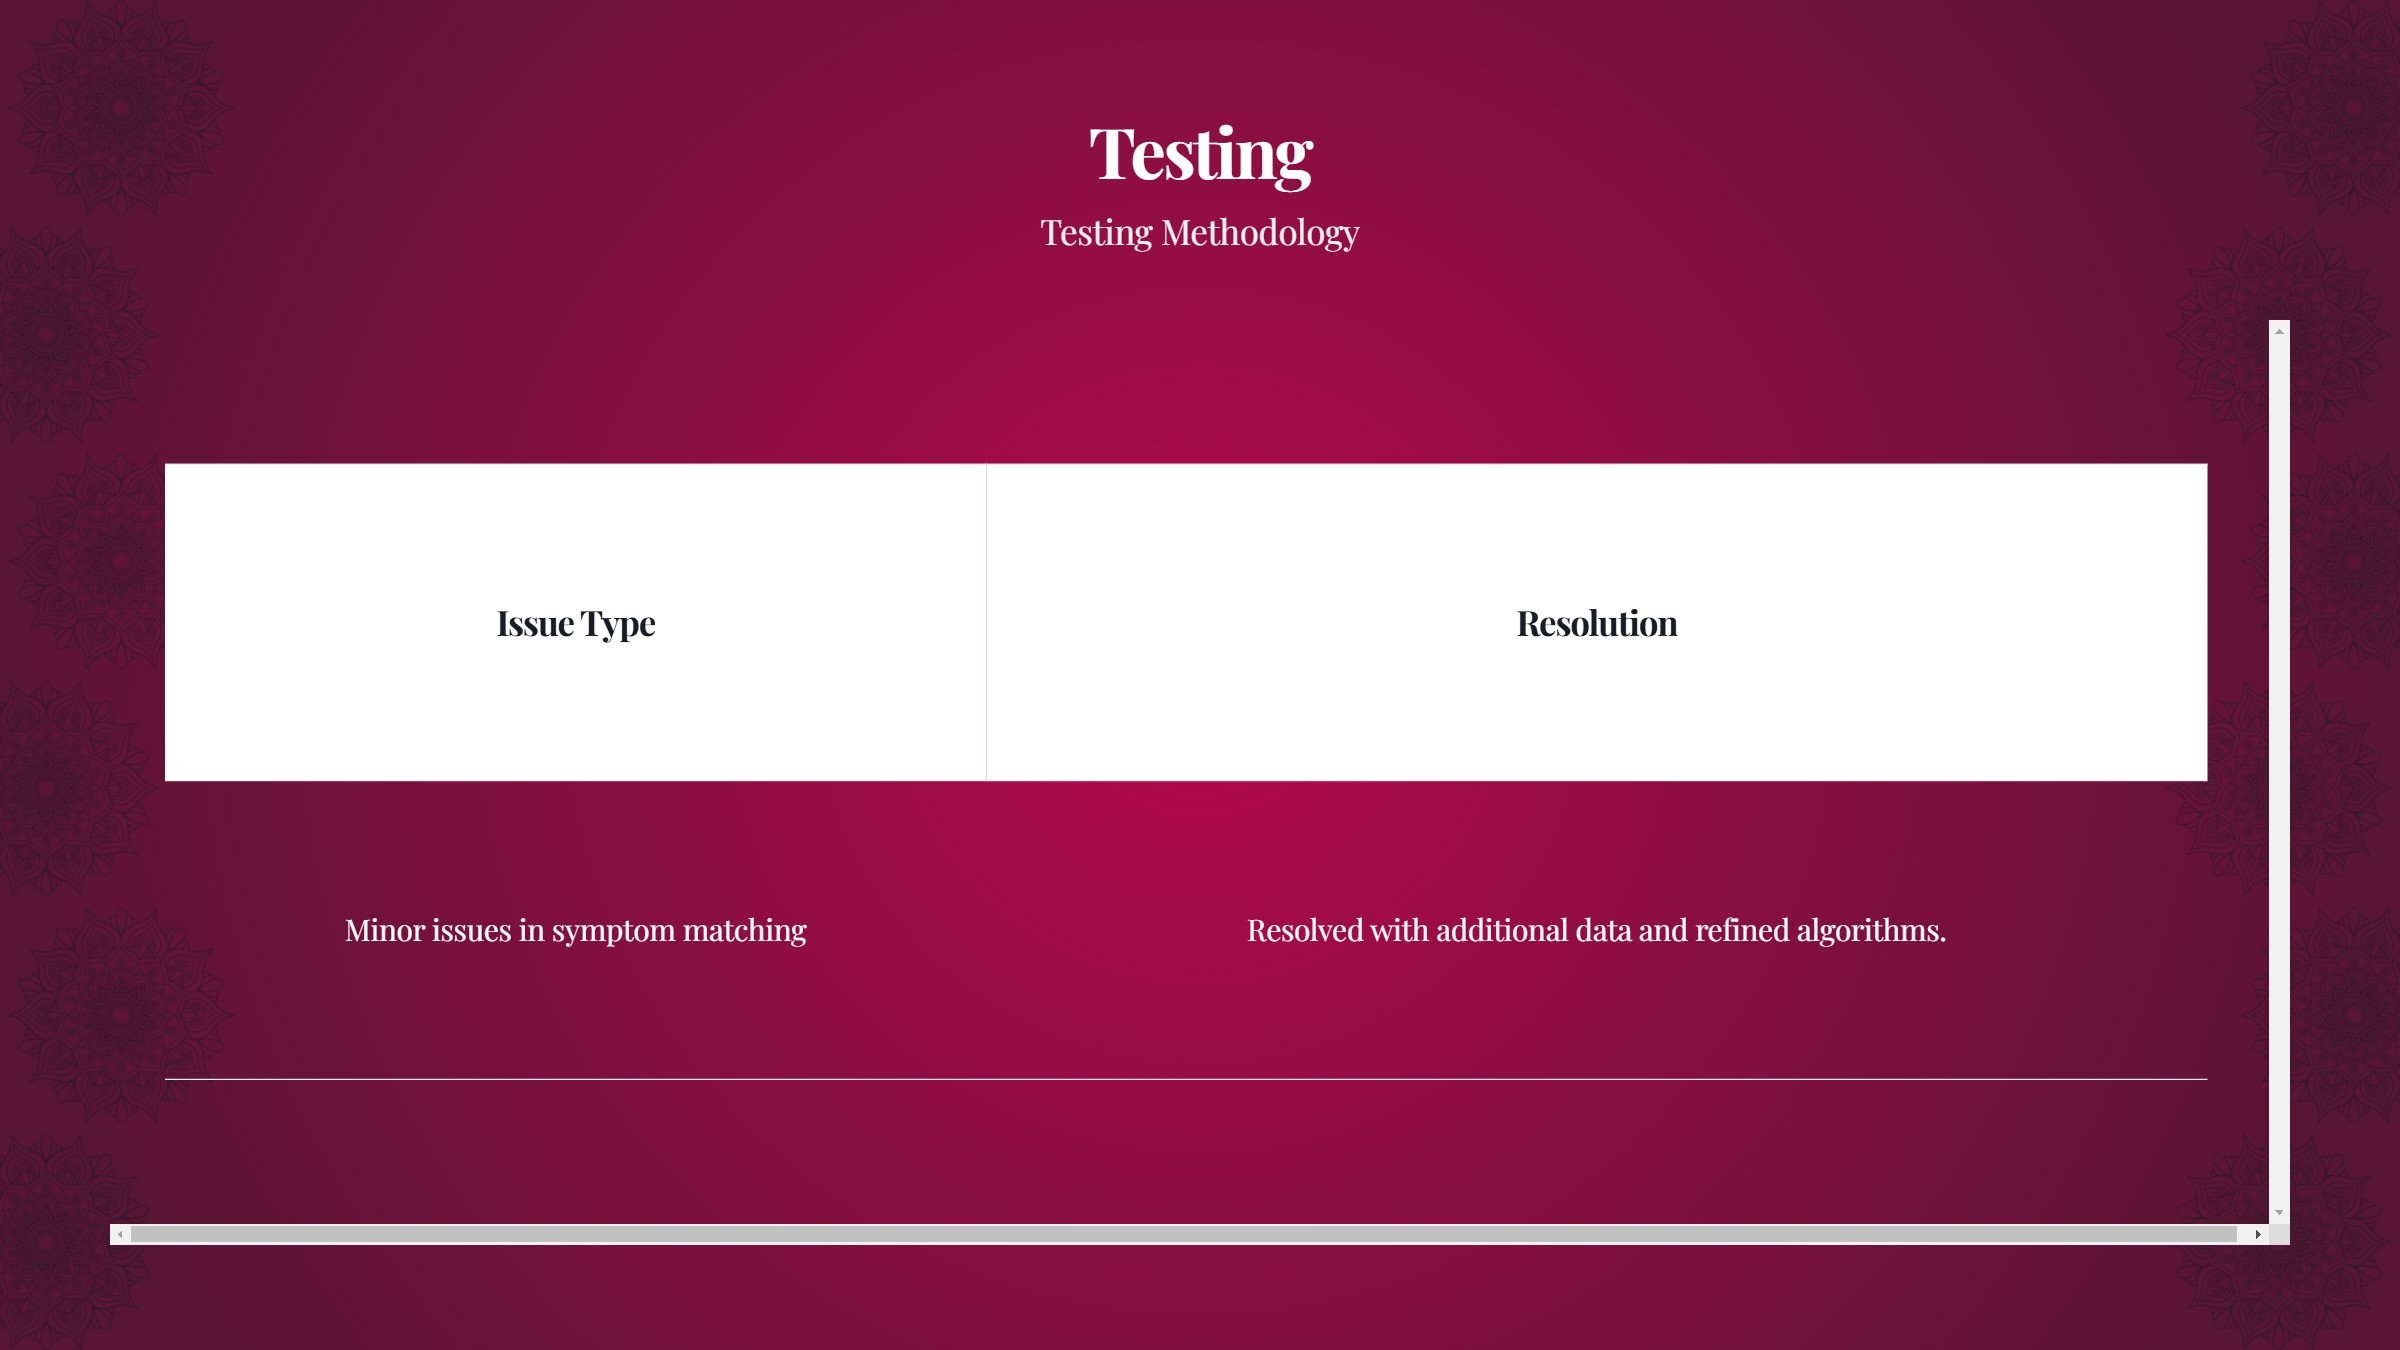 Testing
Testing Methodology
Issue Type
Resolution
Minor issues in symptom matching
Resolved with additional data and refined algorithms.